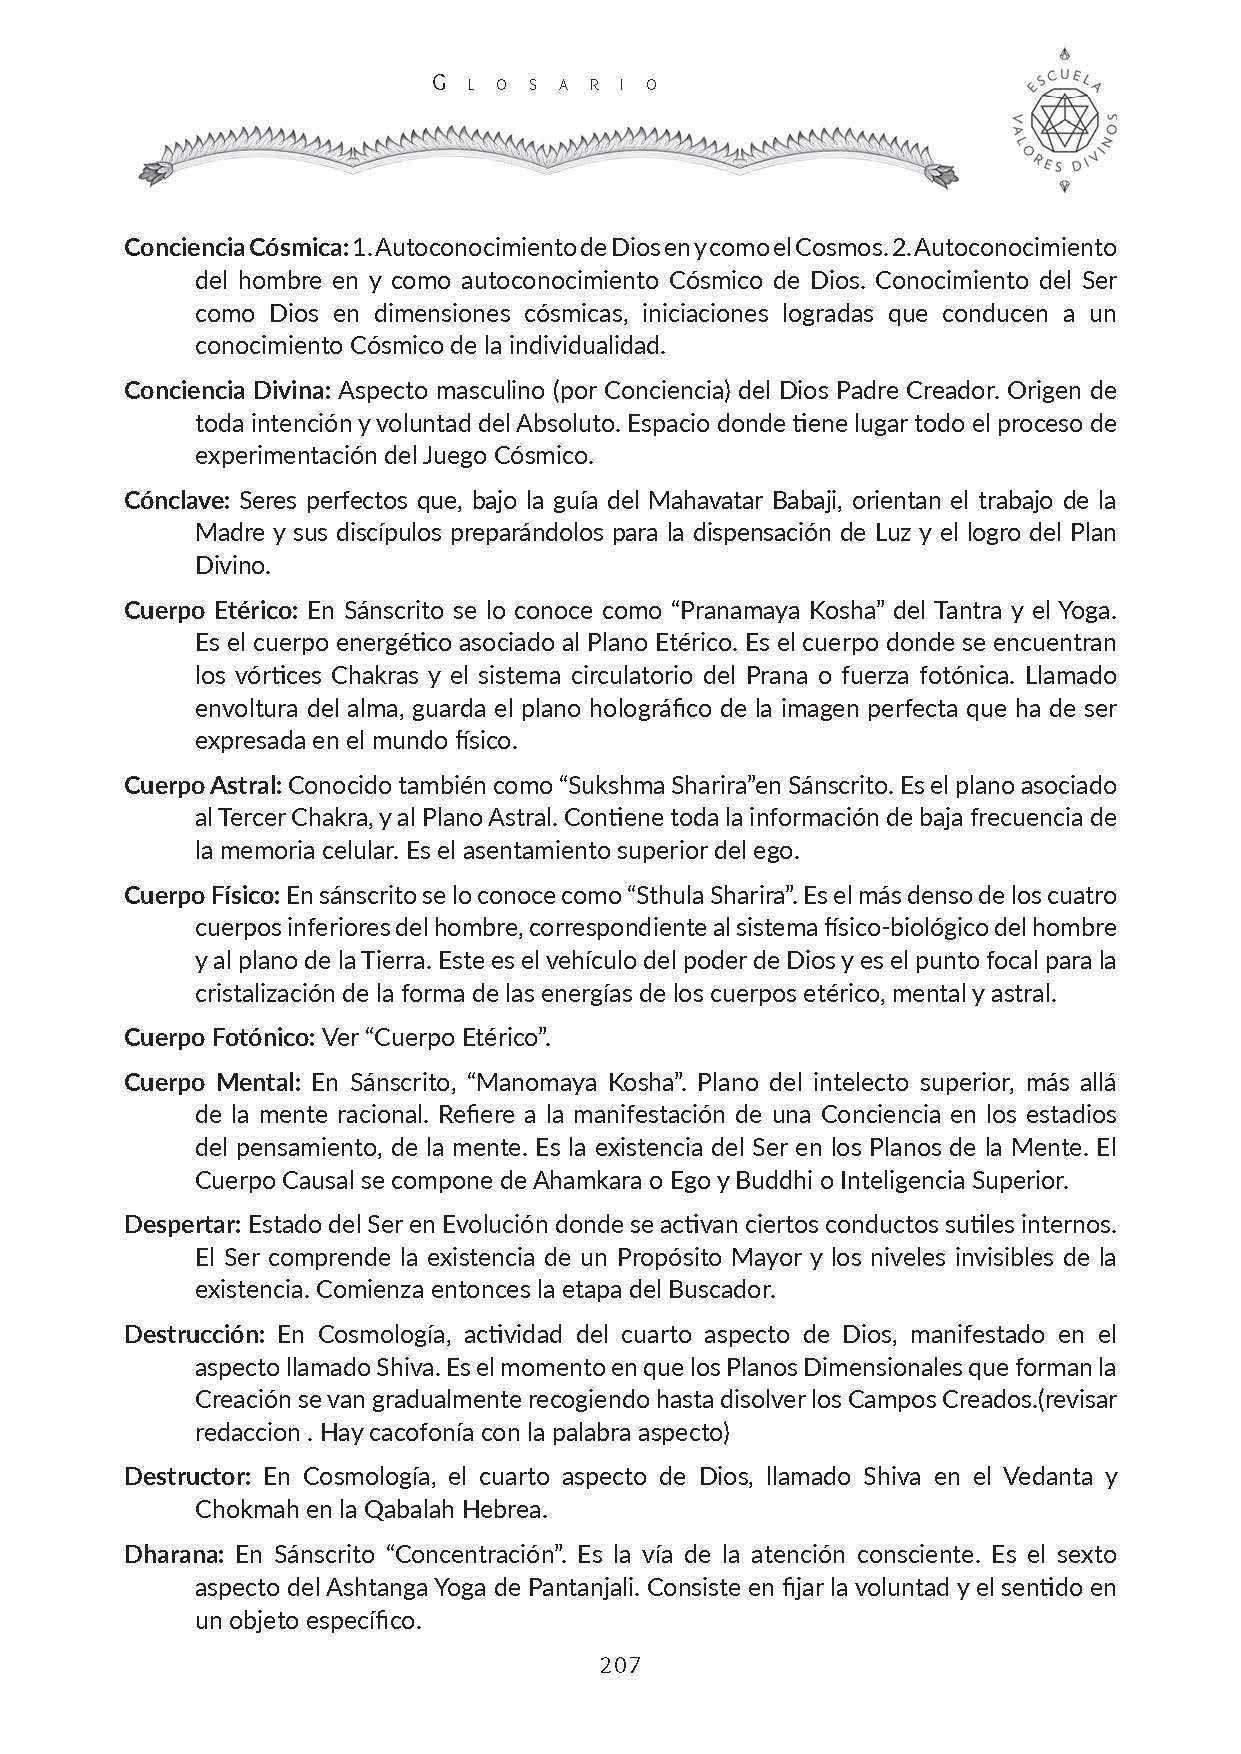 Glosario
ESCUELA
VALORES DIVINOS
Conciencia Cósmica: 1. Autoconocimiento de Dios en y como el Cosmos. 2. Autoconocimiento
del hombre en y como autoconocimiento Cósmico de Dios. Conocimiento del Ser
como Dios en dimensiones cósmicas, iniciaciones logradas que conducen a un
conocimiento Cósmico de la individualidad.
Conciencia Divina: Aspecto masculino (por Conciencia) del Dios Padre Creador. Origen de
toda intención y voluntad del Absoluto. Espacio donde tiene lugar todo el proceso de
experimentación del Juego Cósmico.
Cónclave: Seres perfectos que, bajo la guía del Mahavatar Babaji, orientan el trabajo de la
Madre y sus discípulos preparándolos para la dispensación de Luz y el logro del Plan
Divino.
Cuerpo Etérico: En Sánscrito se lo conoce como “Pranamaya Kosha” del Tantra y el Yoga.
Es el cuerpo energético asociado al Plano Etérico. Es el cuerpo donde se encuentran
los vórtices Chakras y el sistema circulatorio del Prana o fuerza fotónica. Llamado
envoltura del alma, guarda el plano holográfico de la imagen perfecta que ha de ser
expresada en el mundo físico.
Cuerpo Astral: Conocido también como “Sukshma Sharira”en Sánscrito. Es el plano asociado
al Tercer Chakra, y al Plano Astral. Contiene toda la información de baja frecuencia de
la memoria celular. Es el asentamiento superior del ego.
Cuerpo Físico: En sánscrito se lo conoce como “Sthula Sharira”. Es el más denso de los cuatro
cuerpos inferiores del hombre, correspondiente al sistema físico-biológico del hombre
y al plano de la Tierra. Este es el vehículo del poder de Dios y es el punto focal para la
cristalización de la forma de las energías de los cuerpos etérico, mental y astral.
Cuerpo Fotónico: Ver “Cuerpo Etérico”.
Cuerpo Mental: En Sánscrito, “Manomaya Kosha”. Plano del intelecto superior, más allá
de la mente racional. Refiere a la manifestación de una Conciencia en los estadios
del pensamiento, de la mente. Es la existencia del Ser en los Planos de la Mente. El
Cuerpo Causal se compone de Ahamkara o Ego y Buddhi o Inteligencia Superior.
Despertar: Estado del Ser en Evolución donde se activan ciertos conductos sutiles internos.
El Ser comprende la existencia de un Propósito Mayor y los niveles invisibles de la
existencia. Comienza entonces la etapa del Buscador.
Destrucción: En Cosmología, actividad del cuarto aspecto de Dios, manifestado en el
aspecto llamado Shiva. Es el momento en que los Planos Dimensionales que forman la
Creación se van gradualmente recogiendo hasta disolver los Campos Creados.(revisar
redaccion . Hay cacofonía con la palabra aspecto)
Destructor: En Cosmología, el cuarto aspecto de Dios, llamado Shiva en el Vedanta y
Chokmah en la Qabalah Hebrea.
Dharana: En Sánscrito “Concentración”. Es la vía de la atención consciente. Es el sexto
aspecto del Ashtanga Yoga de Pantanjali. Consiste en fijar la voluntad y el sentido en
un objeto específico.
207